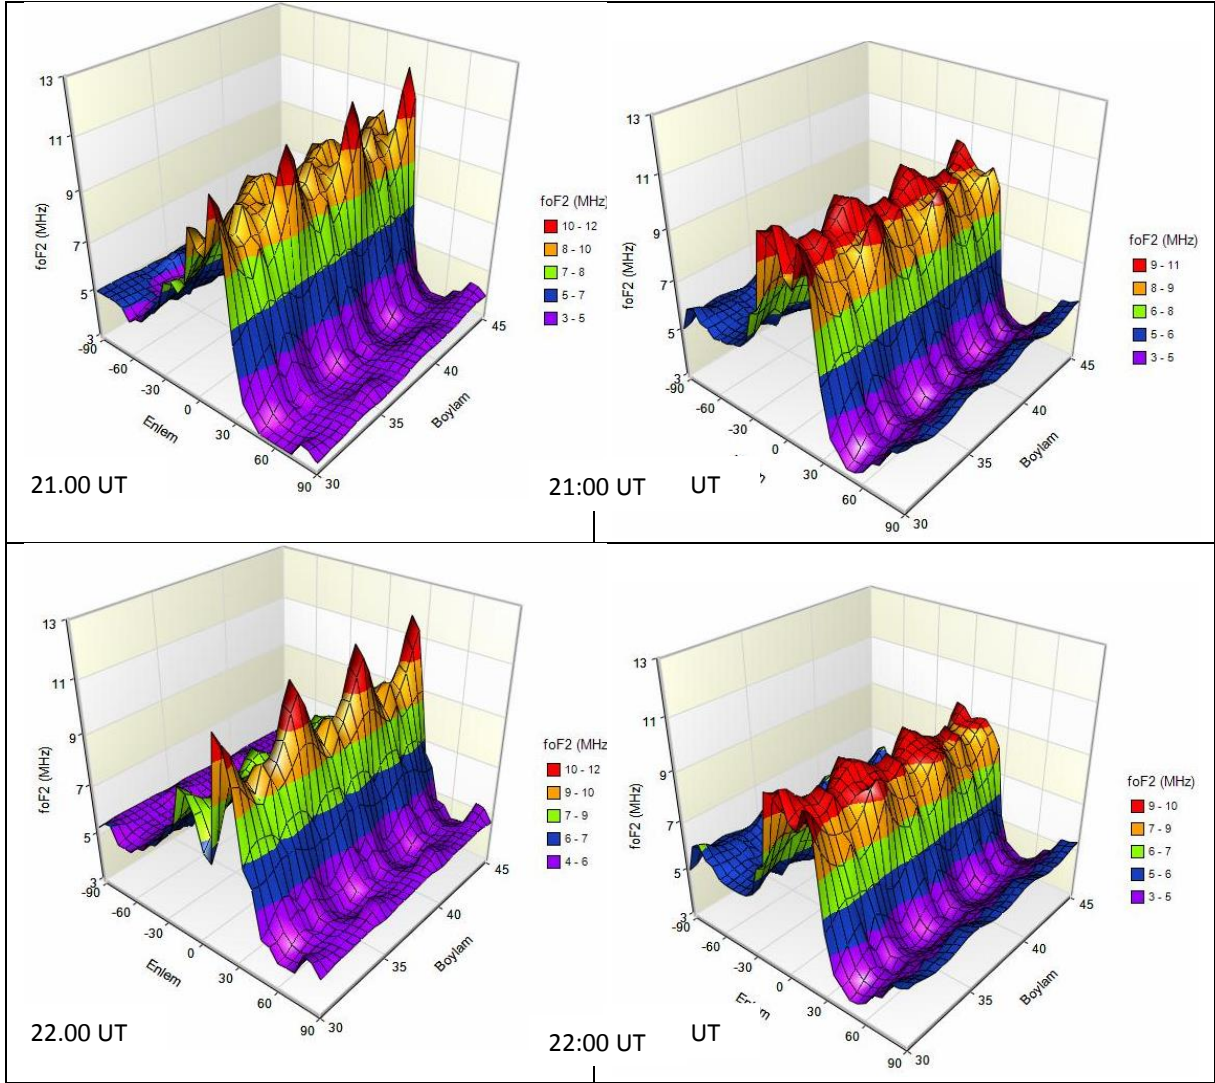 13
11
9
7
5
3
foF2 (MHz)
-90
-60
-30
0
30
60
90
Enlem
30
35
40
45
Boylam
foF2 (MHz)
10 - 12
8 - 10
7 - 8
5 - 7
3 - 5
21.00 UT
13
11
9
7
5
3
foF2 (MHz)
-90
-60
-30
0
30
60
90
30
35
40
45
Boylam
foF2 (MHz)
9 - 11
8 - 9
6 - 8
5 - 6
3 - 5
21:00 UT
UT
13
11
9
7
5
3
foF2 (MHz)
-90
-60
-30
0
30
60
90
Enlem
30
35
40
45
Boylam
foF2 (MHz
10 - 12
9 - 10
7 - 9
6 - 7
4 - 6
22.00 UT
13
11
9
7
5
3
foF2 (MHz)
-90
-60
-30
0
30
60
90
30
35
40
45
Boylam
foF2 (MHz)
9 - 10
7 - 9
6 - 7
5 - 6
3 - 5
22:00 UT
UT